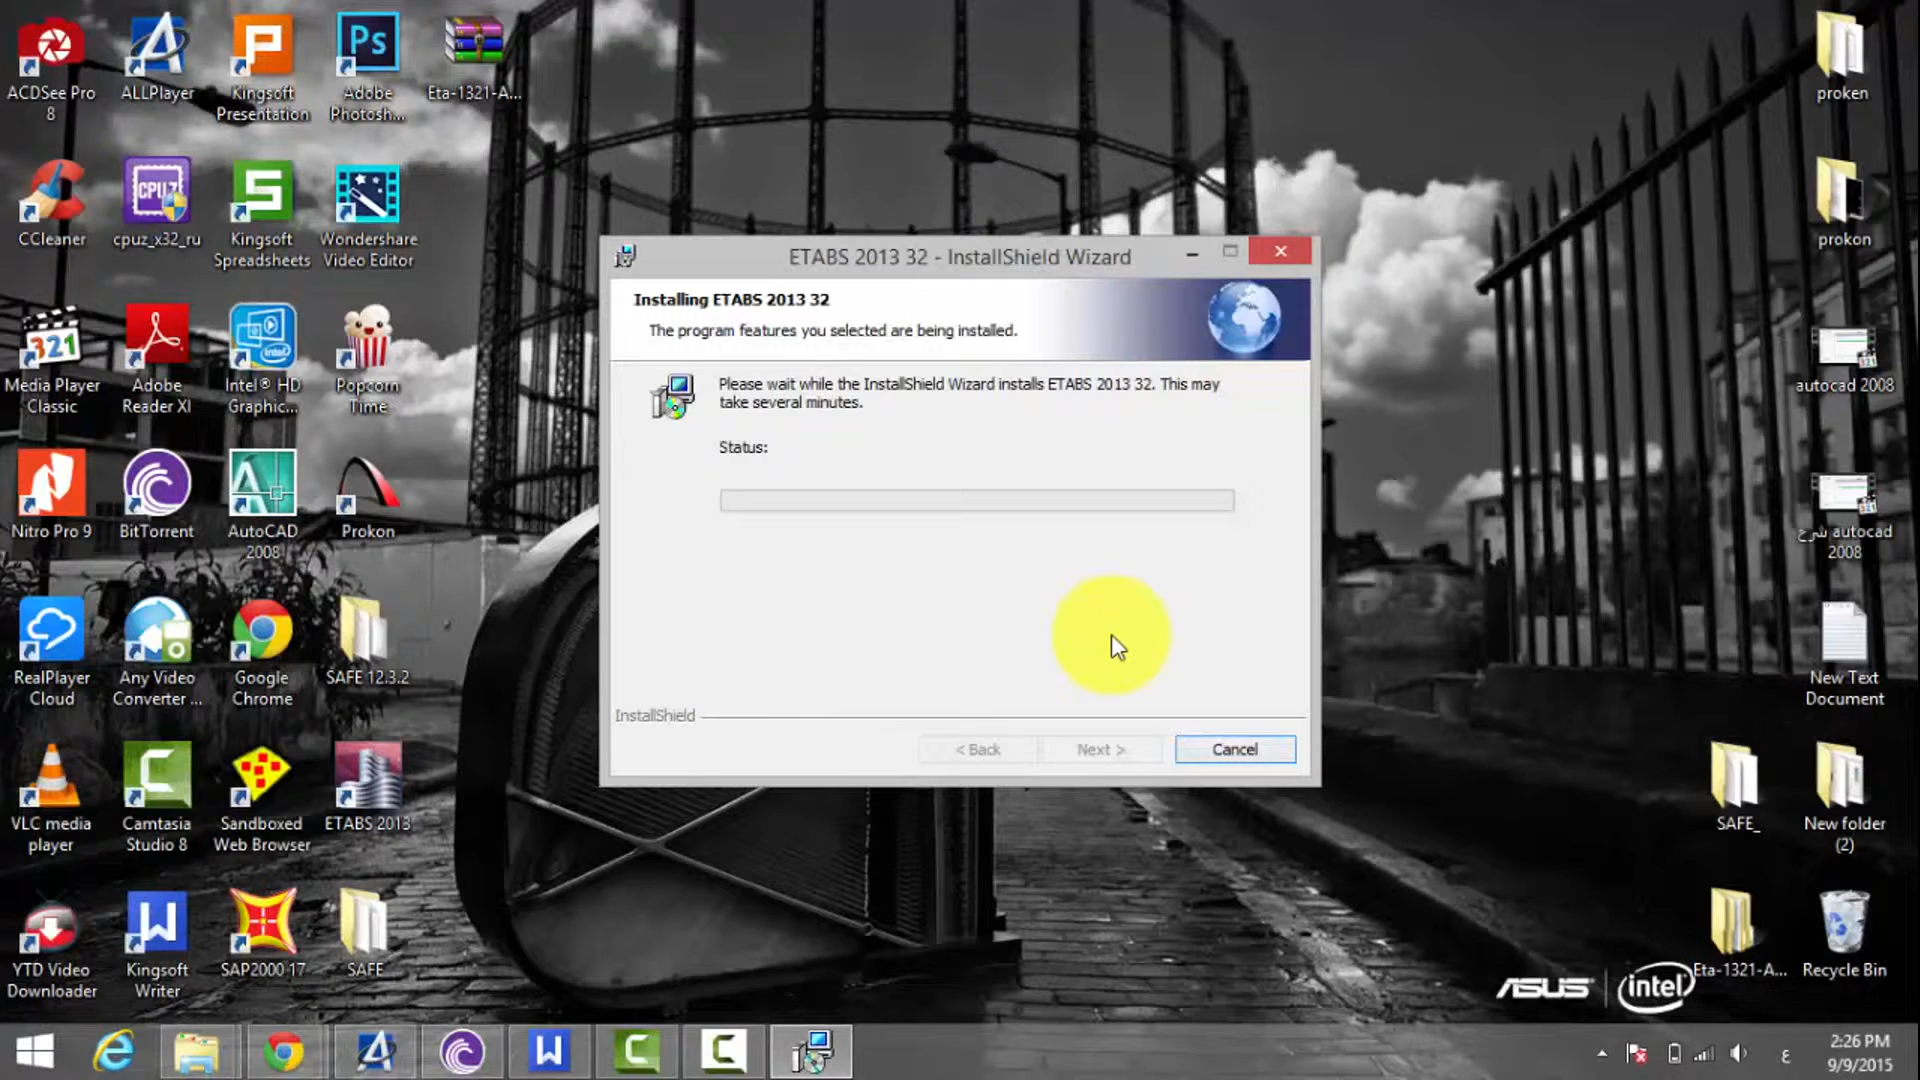 ACDSee Pro
8
ALLPlayer
Kingsoft
Presentation
Ps
Adobe
Photosh...
Eta-1321-A...
proken
CCleaner
CPU-Z
cpuz_x32_ru
Kingsoft
Spreadsheets
Wondershare
Video Editor
prokon
ETABS 2013 32 - InstallShield Wizard
Installing ETABS 2013 32
The program features you selected are being installed.
Please wait while the InstallShield Wizard installs ETABS 2013 32. This may
take several minutes.
Status:
InstallShield
< Back
Next >
Cancel
321
Media Player
Classic
Adobe
Reader XI
Intel® HD
Graphic...
Popcorn
Time
autocad 2008
Nitro Pro 9
BitTorrent
AutoCAD
2008
Prokon
شرح autocad
2008
RealPlayer
Cloud
Any Video
Converter ...
Google
Chrome
SAFE 12.3.2
New Text
Document
VLC media
player
Camtasia
Studio 8
Sandboxed
Web Browser
ETABS 2013
SAFE_
New folder
(2)
YTD Video
Downloader
Kingsoft
Writer
SAP2000 17
SAFE
Eta-1321-A...
Recycle Bin
ASUS
intel
ع
2:26 PM
9/9/2015